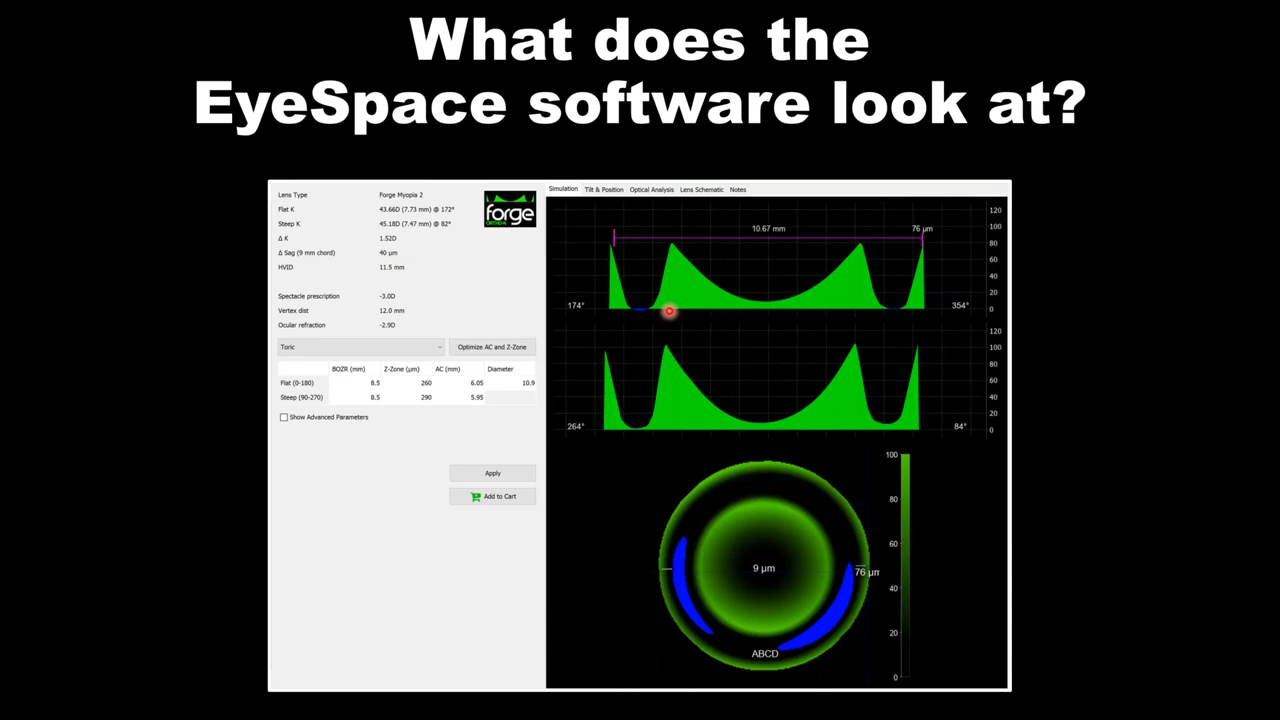 What does the
EyeSpace software look at?
Lens Type Forge Myopia 2
Flat K 43.66D (7.73 mm) @ 172°
Steep K 45.18D (7.47 mm) @ 82°
Δ K 1.52D
Δ Sag (9 mm chord) 40 µm
HVID 11.5 mm
Spectacle prescription -3.0D
Vertex dist 12.0 mm
Ocular refraction -2.9D
forge
ORTHO-K
Toric Optimize AC and Z-Zone
BOZR (mm) Z-Zone (µm) AC (mm) Diameter
Flat (0-180) 8.5 260 6.05 10.9
Steep (90-270) 8.5 290 5.95
Show Advanced Parameters
Apply
Add to Cart
Simulation Tilt & Position Optical Analysis Lens Schematic Notes
120
10.67 mm 76 µm 100
80
60
40
20
174° 354° 0
120
100
80
60
40
20
264° 84° 0
100
80
60
9 µm 76 µm
40
20
ABCD
0